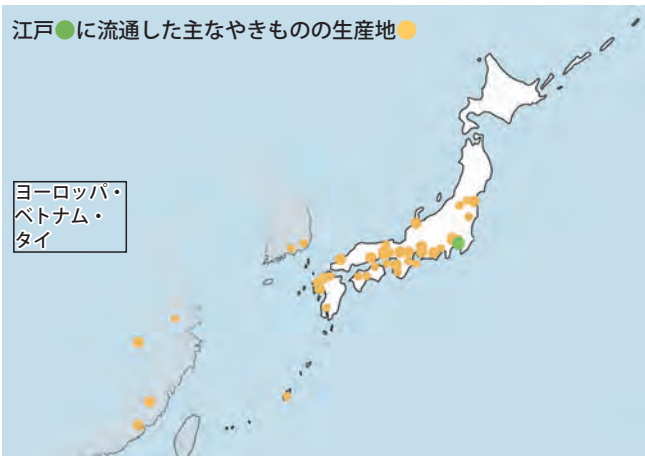 江戸●に流通した主なやきものの生産地●
ヨーロッパ・
ベトナム・
タイ